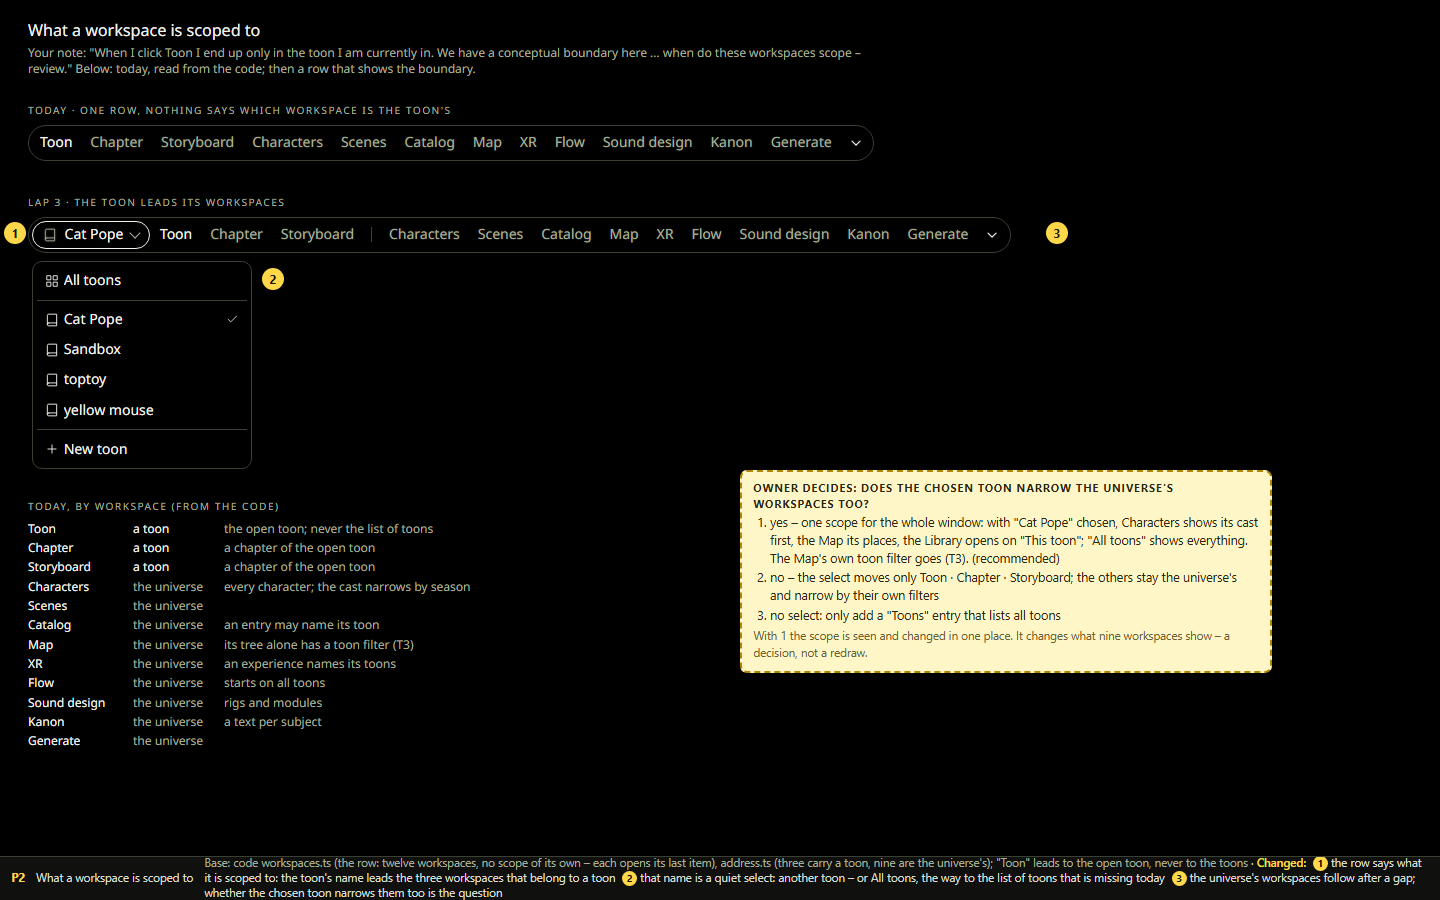 What a workspace is scoped to
Your note: "When I click Toon I end up only in the toon I am currently in. We have a conceptual boundary here ... when do these workspaces scope –
review." Below: today, read from the code; then a row that shows the boundary.
TODAY · ONE ROW, NOTHING SAYS WHICH WORKSPACE IS THE TOON'S
Toon Chapter Storyboard Characters Scenes Catalog Map XR Flow Sound design Kanon Generate
LAP 3 · THE TOON LEADS ITS WORKSPACES
1 Cat Pope Toon Chapter Storyboard Characters Scenes Catalog Map XR Flow Sound design Kanon Generate 3
All toons 2
Cat Pope
Sandbox
toptoy
yellow mouse
+ New toon
OWNER DECIDES: DOES THE CHOSEN TOON NARROW THE UNIVERSE'S
WORKSPACES TOO?
1. yes – one scope for the whole window: with "Cat Pope" chosen, Characters shows its cast
first, the Map its places, the Library opens on "This toon"; "All toons" shows everything.
The Map's own toon filter goes (T3). (recommended)
2. no – the select moves only Toon · Chapter · Storyboard; the others stay the universe's
and narrow by their own filters
3. no select: only add a "Toons" entry that lists all toons
With 1 the scope is seen and changed in one place. It changes what nine workspaces show – a
decision, not a redraw.
TODAY, BY WORKSPACE (FROM THE CODE)
Toon a toon the open toon; never the list of toons
Chapter a toon a chapter of the open toon
Storyboard a toon a chapter of the open toon
Characters the universe every character; the cast narrows by season
Scenes the universe
Catalog the universe an entry may name its toon
Map the universe its tree alone has a toon filter (T3)
XR the universe an experience names its toons
Flow the universe starts on all toons
Sound design the universe rigs and modules
Kanon the universe a text per subject
Generate the universe
P2 What a workspace is scoped to
Base: code workspaces.ts (the row: twelve workspaces, no scope of its own – each opens its last item), address.ts (three carry a toon, nine are the universe's); "Toon" leads to the open toon, never to the toons · Changed: 1 the row says what
it is scoped to: the toon's name leads the three workspaces that belong to a toon 2 that name is a quiet select: another toon – or All toons, the way to the list of toons that is missing today 3 the universe's workspaces follow after a gap;
whether the chosen toon narrows them too is the question